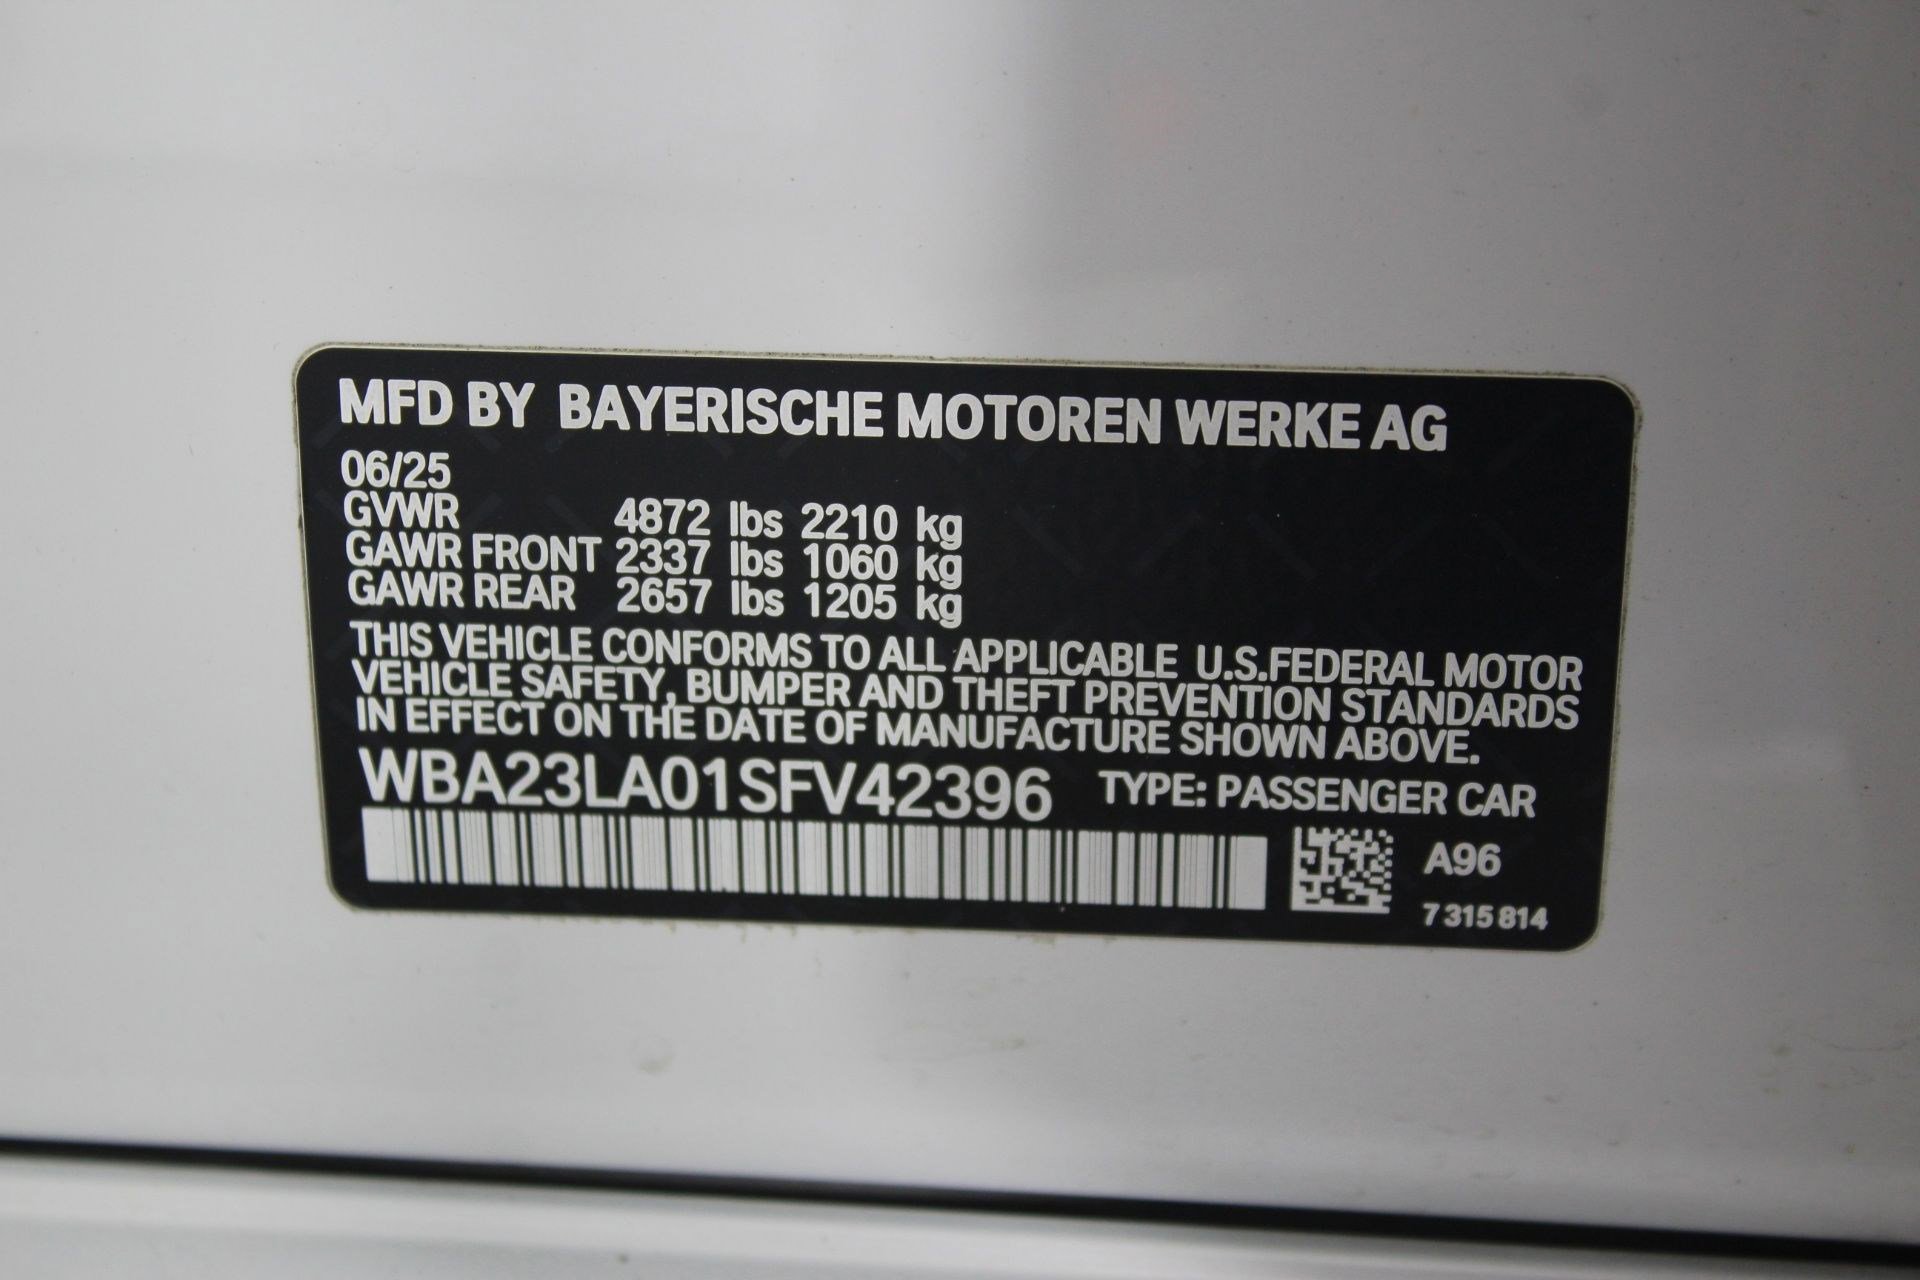 MFD BY BAYERISCHE MOTOREN WERKE AG
06/25
GVWR 4872 lbs 2210 kg
GAWR FRONT 2337 lbs 1060 kg
GAWR REAR 2657 lbs 1205 kg
THIS VEHICLE CONFORMS TO ALL APPLICABLE U.S.FEDERAL MOTOR
VEHICLE SAFETY, BUMPER AND THEFT PREVENTION STANDARDS
IN EFFECT ON THE DATE OF MANUFACTURE SHOWN ABOVE.
WBA23LA01SFV42396 TYPE: PASSENGER CAR
A96
7 315 814